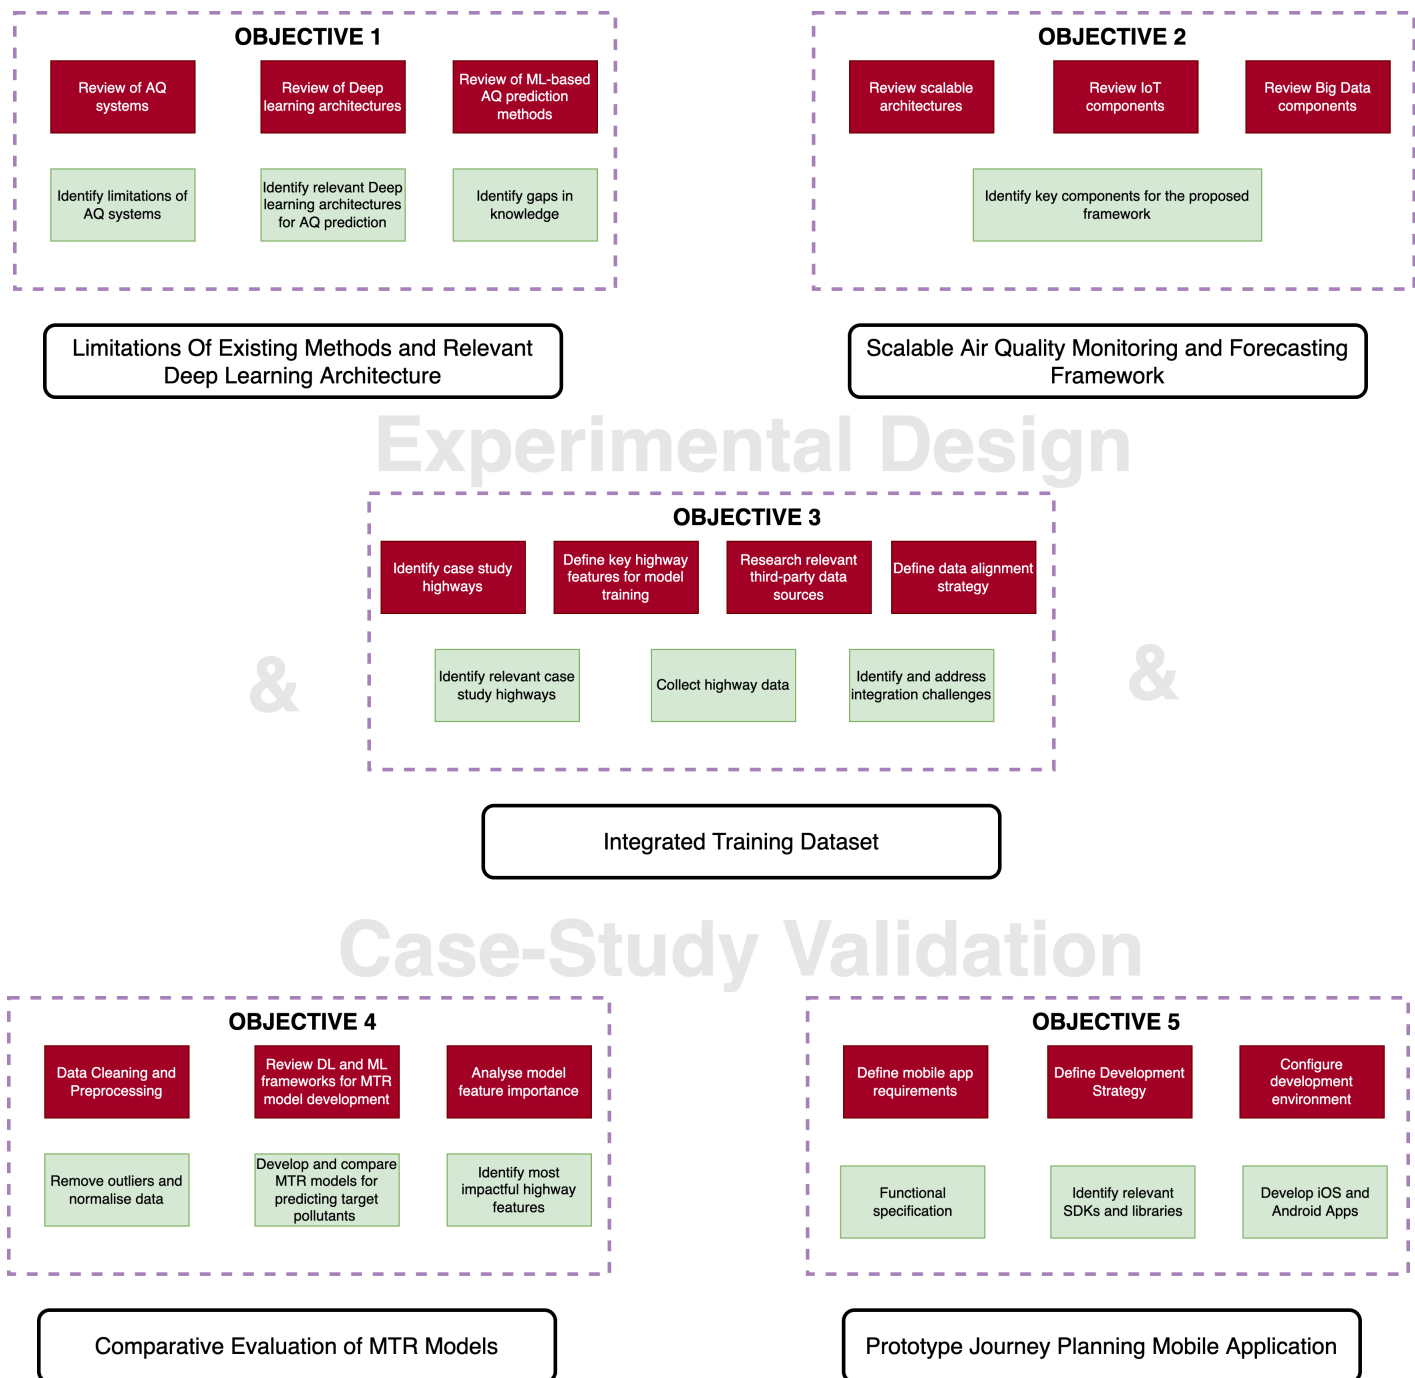 OBJECTIVE 1
Review of AQ
systems
Review of Deep
learning architectures
Review of ML-based
AQ prediction
methods
Identify limitations of
AQ systems
Identify relevant Deep
learning architectures
for AQ prediction
Identify gaps in
knowledge
Limitations Of Existing Methods and Relevant
Deep Learning Architecture
OBJECTIVE 2
Review scalable
architectures
Review IoT
components
Review Big Data
components
Identify key components for the proposed
framework
Scalable Air Quality Monitoring and Forecasting
Framework
Experimental Design
OBJECTIVE 3
Identify case study
highways
Define key highway
features for model
training
Research relevant
third-party data
sources
Define data alignment
strategy
Identify relevant case
study highways
Collect highway data
Identify and address
integration challenges
&
&
Integrated Training Dataset
Case-Study Validation
OBJECTIVE 4
Data Cleaning and
Preprocessing
Review DL and ML
frameworks for MTR
model development
Analyse model
feature importance
Remove outliers and
normalise data
Develop and compare
MTR models for
predicting target
pollutants
Identify most
impactful highway
features
Comparative Evaluation of MTR Models
OBJECTIVE 5
Define mobile app
requirements
Define Development
Strategy
Configure
development
environment
Functional
specification
Identify relevant
SDKs and libraries
Develop iOS and
Android Apps
Prototype Journey Planning Mobile Application